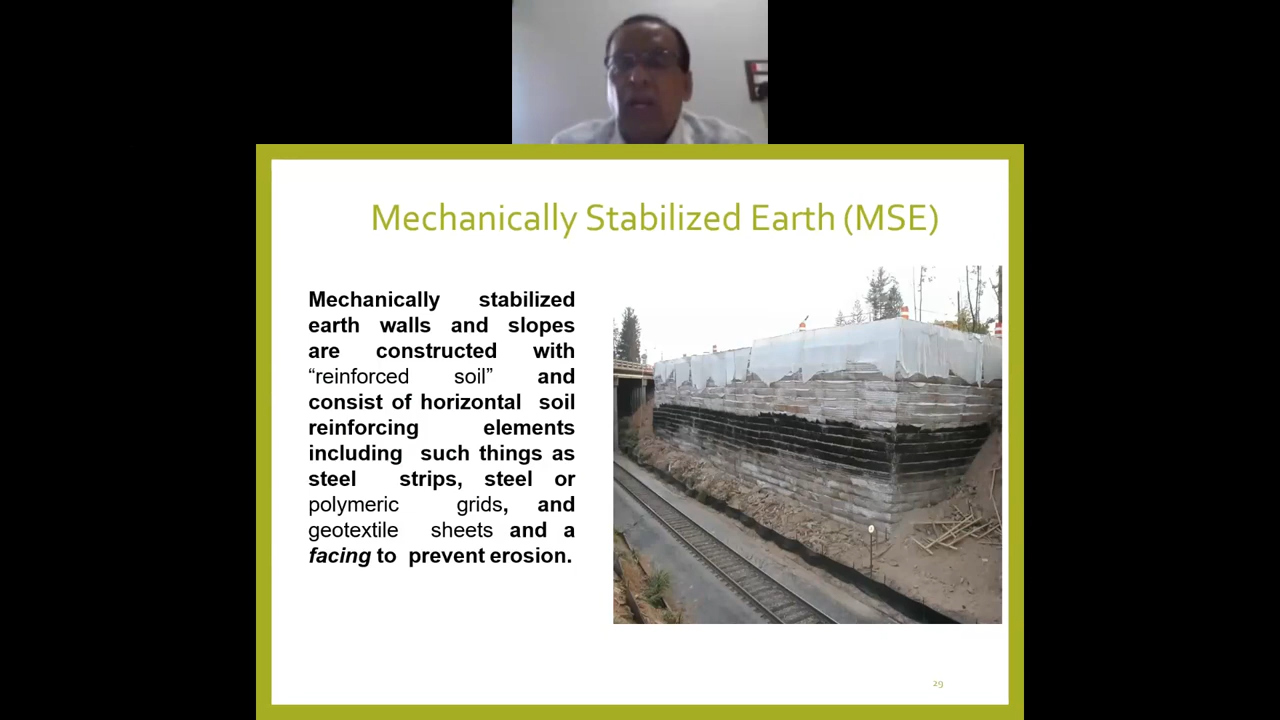 Mechanically Stabilized Earth (MSE)
Mechanically stabilized
earth walls and slopes
are constructed with
“reinforced soil” and
consist of horizontal soil
reinforcing elements
including such things as
steel strips, steel or
polymeric grids, and
geotextile sheets and a
facing to prevent erosion.
29